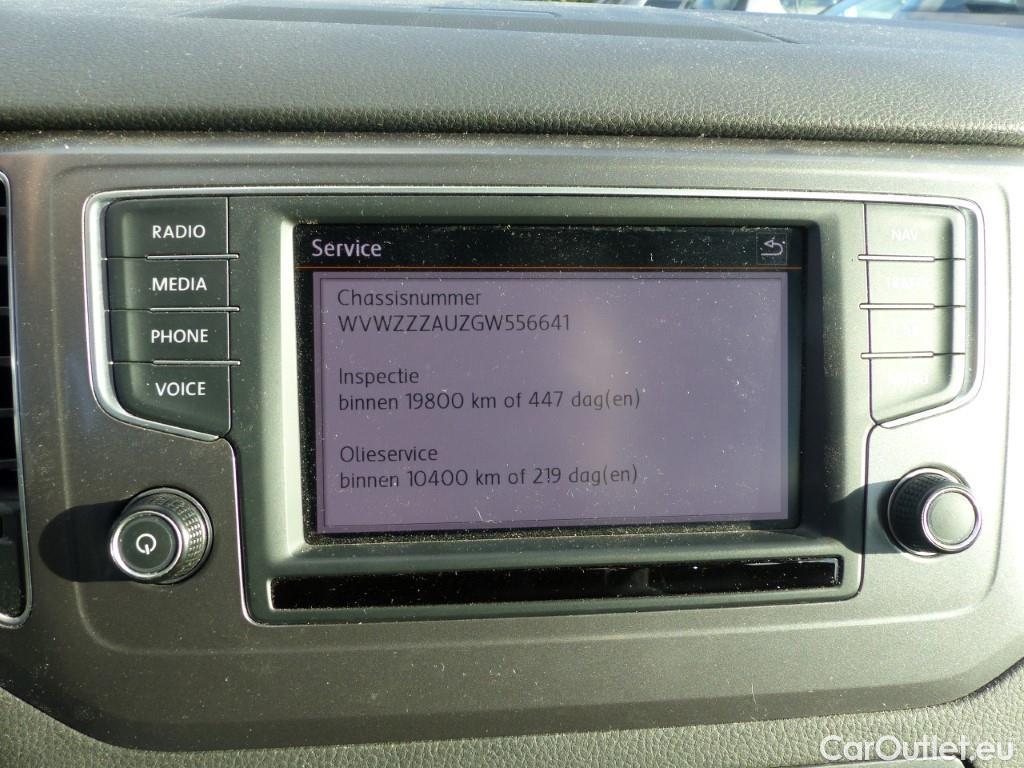 RADIO
MEDIA
PHONE
VOICE
Service
Chassisnummer
WVWZZZAUZGW556641
Inspectie
binnen 19800 km of 447 dag(en)
Olieservice
binnen 10400 km of 219 dag(en)
NAV
TRAFFIC
CarOutlet.eu